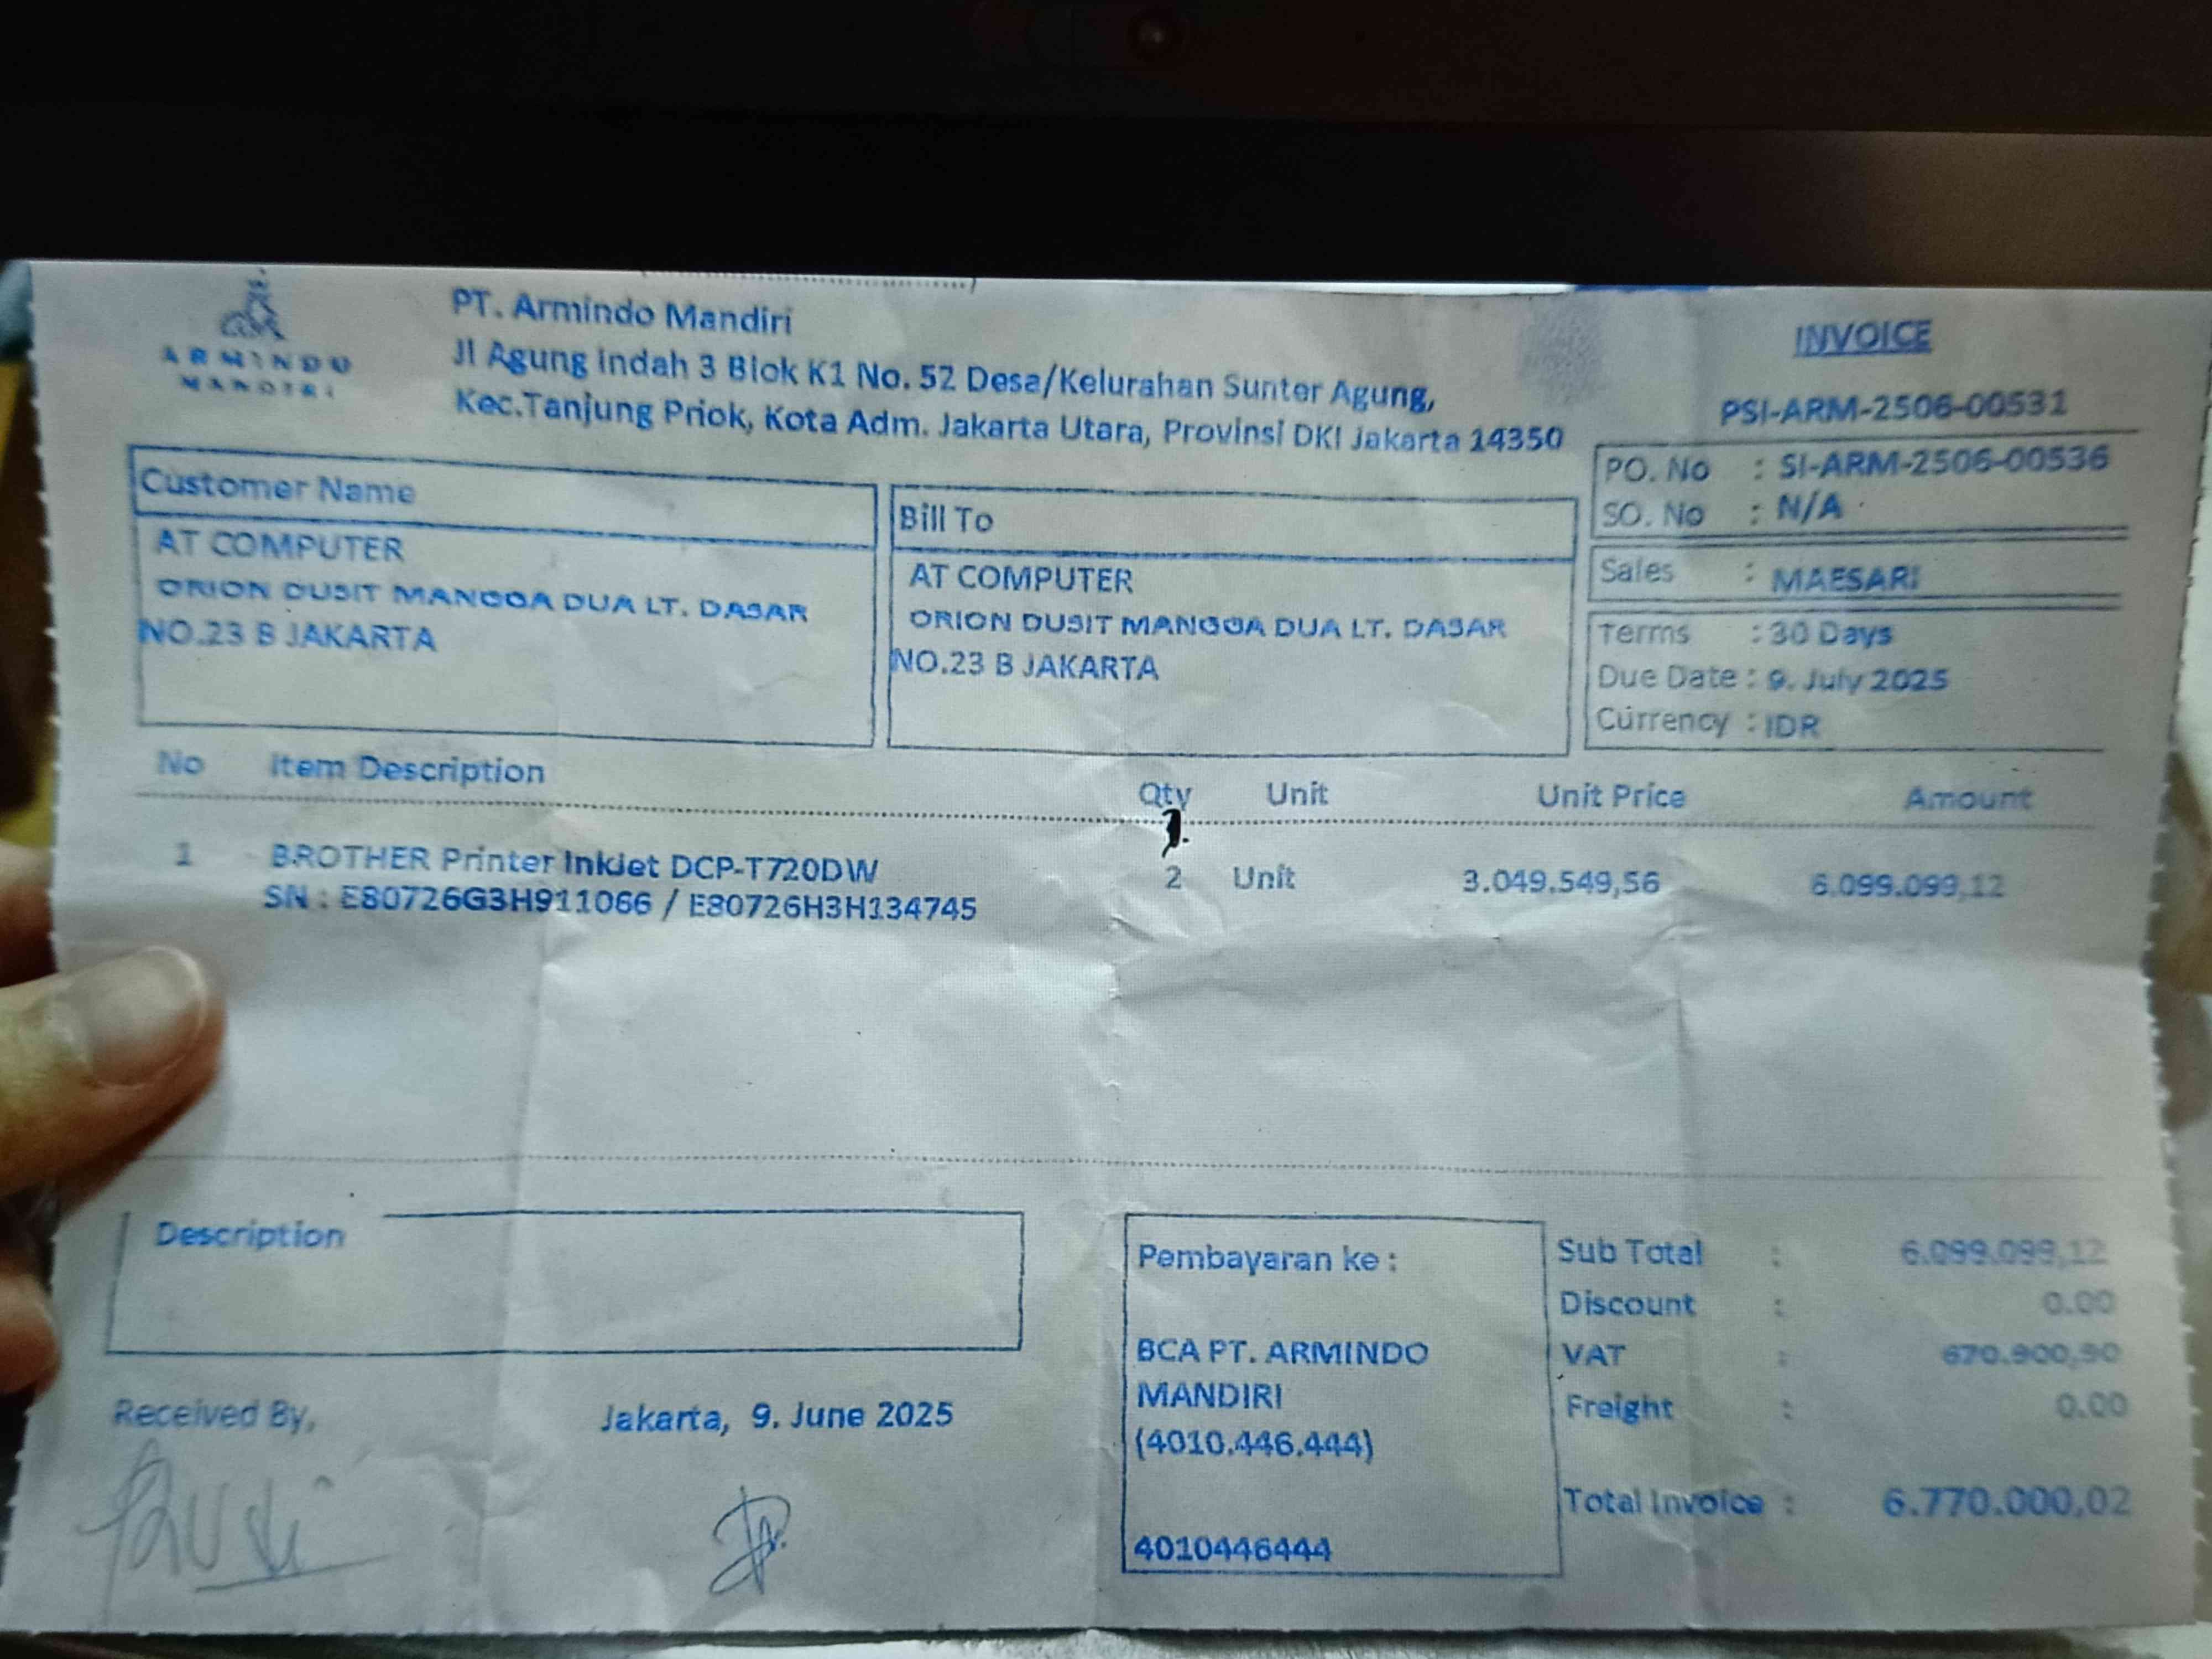 ARMINDO
MANDIRI
PT. Armindo Mandiri
Jl Agung Indah 3 Blok K1 No. 52 Desa/Kelurahan Sunter Agung,
Kec.Tanjung Priok, Kota Adm. Jakarta Utara, Provinsi DKI Jakarta 14350
INVOICE
PSI-ARM-2506-00531
PO. No : SI-ARM-2506-00536
SO. No : N/A
Sales : MAESARI
Terms : 30 Days
Due Date : 9. July 2025
Currency : IDR
Customer Name
AT COMPUTER
ORION DUSIT MANGGA DUA LT. DASAR
NO.23 B JAKARTA
Bill To
AT COMPUTER
ORION DUSIT MANGGA DUA LT. DASAR
NO.23 B JAKARTA
No Item Description Qty Unit Unit Price Amount
1 BROTHER Printer InkJet DCP-T720DW 2 Unit 3.049.549,56 6.099.099,12
SN : E80726G3H911066 / E80726H3H134745
Description
Received By,
Jakarta, 9. June 2025
Pembayaran ke :
BCA PT. ARMINDO
MANDIRI
(4010.446.444)
4010446444
Sub Total : 6.099.099,12
Discount : 0.00
VAT : 670.900,90
Freight : 0.00
Total Invoice : 6.770.000,02